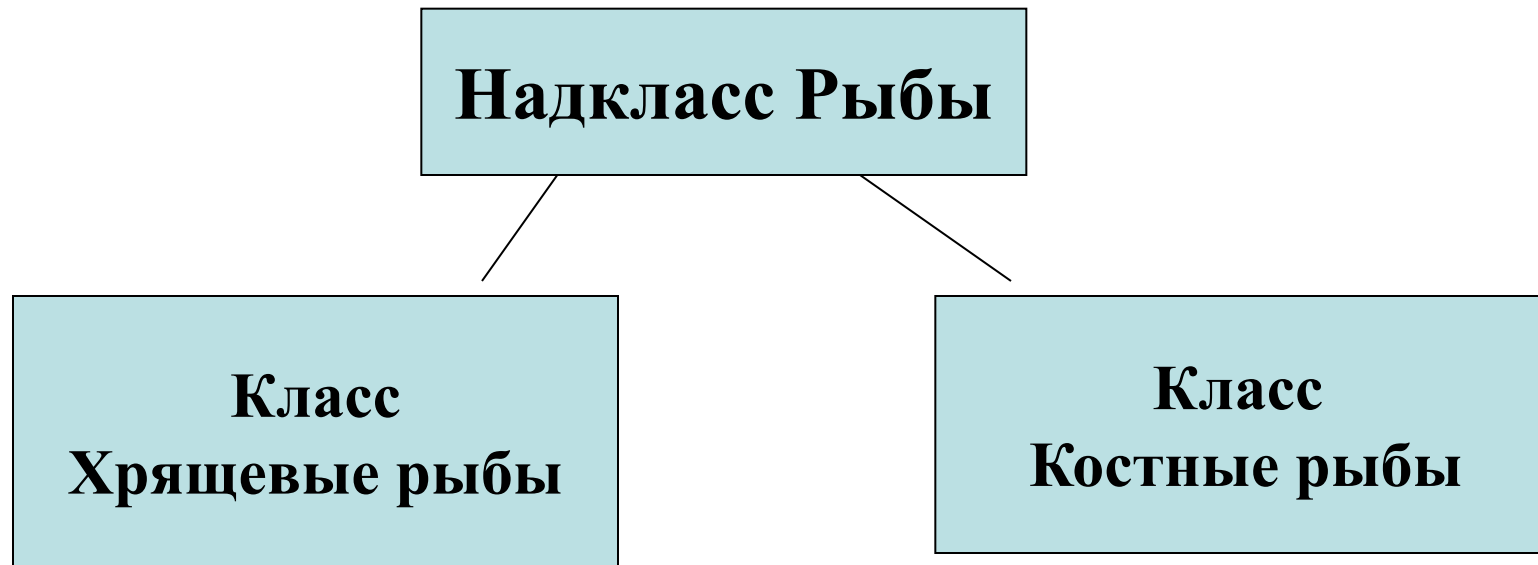 Надкласс Рыбы
Класс
Хрящевые рыбы
Класс
Костные рыбы